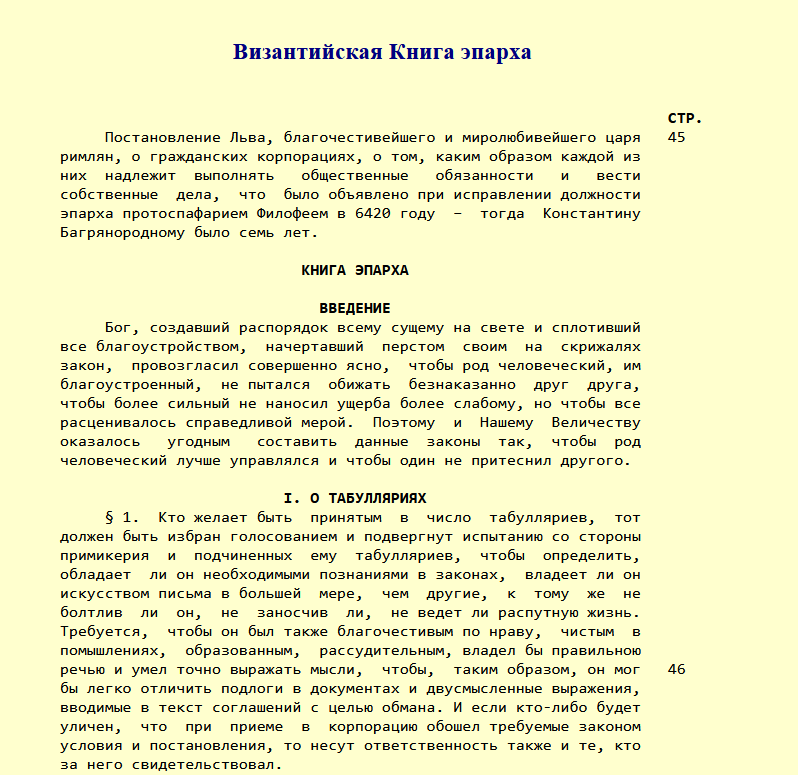 Византийская Книга эпарха
СТР.
Постановление Льва, благочестивейшего и миролюбивейшего царя 45
римлян, о гражданских корпорациях, о том, каким образом каждой из
них надлежит выполнять общественные обязанности и вести
собственные дела, что было объявлено при исправлении должности
эпарха протоспафарием Филофеем в 6420 году – тогда Константину
Багрянородному было семь лет.
КНИГА ЭПАРХА
ВВЕДЕНИЕ
Бог, создавший распорядок всему сущему на свете и сплотивший
все благоустройством, начертавший перстом своим на скрижалях
закон, провозгласил совершенно ясно, чтобы род человеческий, им
благоустроенный, не пытался обижать безнаказанно друг друга,
чтобы более сильный не наносил ущерба более слабому, но чтобы все
расценивалось справедливой мерой. Поэтому и Нашему Величеству
оказалось угодным составить данные законы так, чтобы род
человеческий лучше управлялся и чтобы один не притеснил другого.
I. О ТАБУЛЛЯРИЯХ
§ 1. Кто желает быть принятым в число табулляриев, тот
должен быть избран голосованием и подвергнут испытанию со стороны
примикерия и подчиненных ему табулляриев, чтобы определить,
обладает ли он необходимыми познаниями в законах, владеет ли он
искусством письма в большей мере, чем другие, к тому же не
болтлив ли он, не заносчив ли, не ведет ли распутную жизнь.
Требуется, чтобы он был также благочестивым по нраву, чистым в
помышлениях, образованным, рассудительным, владел бы правильною
речью и умел точно выражать мысли, чтобы, таким образом, он мог 46
бы легко отличить подлоги в документах и двусмысленные выражения,
вводимые в текст соглашений с целью обмана. И если кто-либо будет
уличен, что при приеме в корпорацию обошел требуемые законом
условия и постановления, то несут ответственность также и те, кто
за него свидетельствовал.